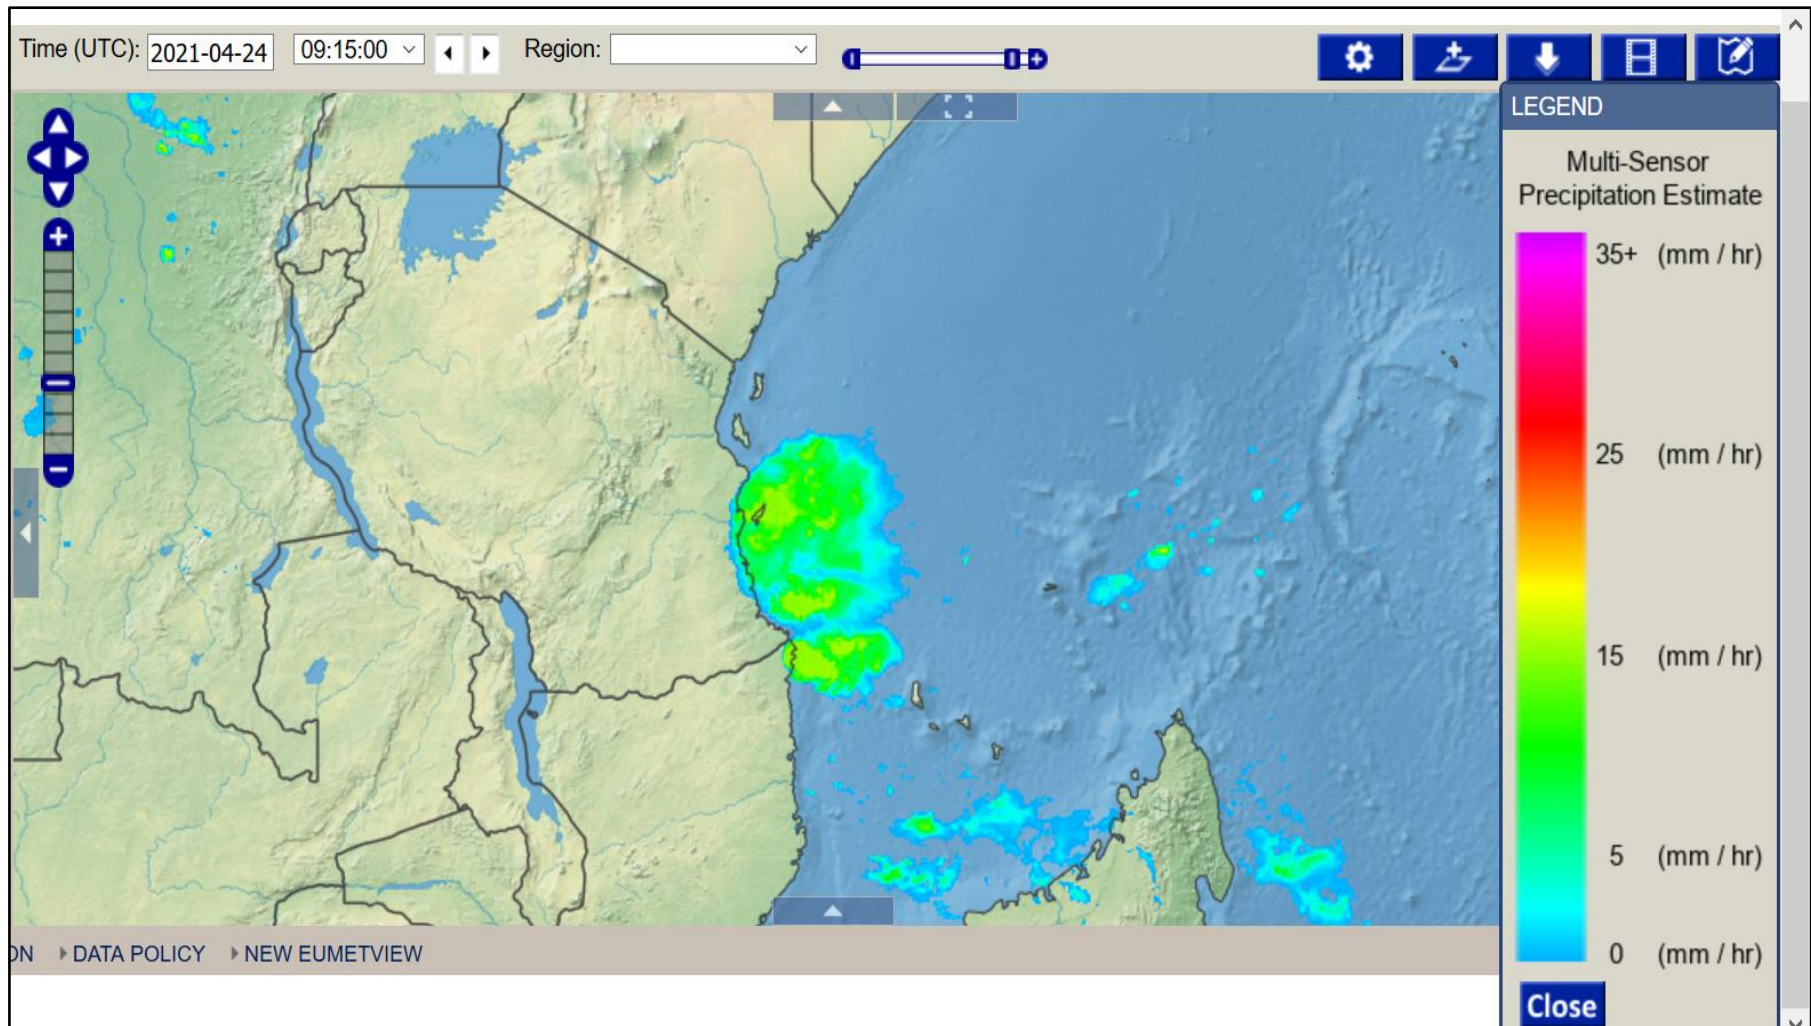 Time (UTC): 2021-04-24 09:15:00 Region:
LEGEND
Multi-Sensor
Precipitation Estimate
35+ (mm / hr)
25 (mm / hr)
15 (mm / hr)
5 (mm / hr)
0 (mm / hr)
Close
ON DATA POLICY NEW EUMETVIEW